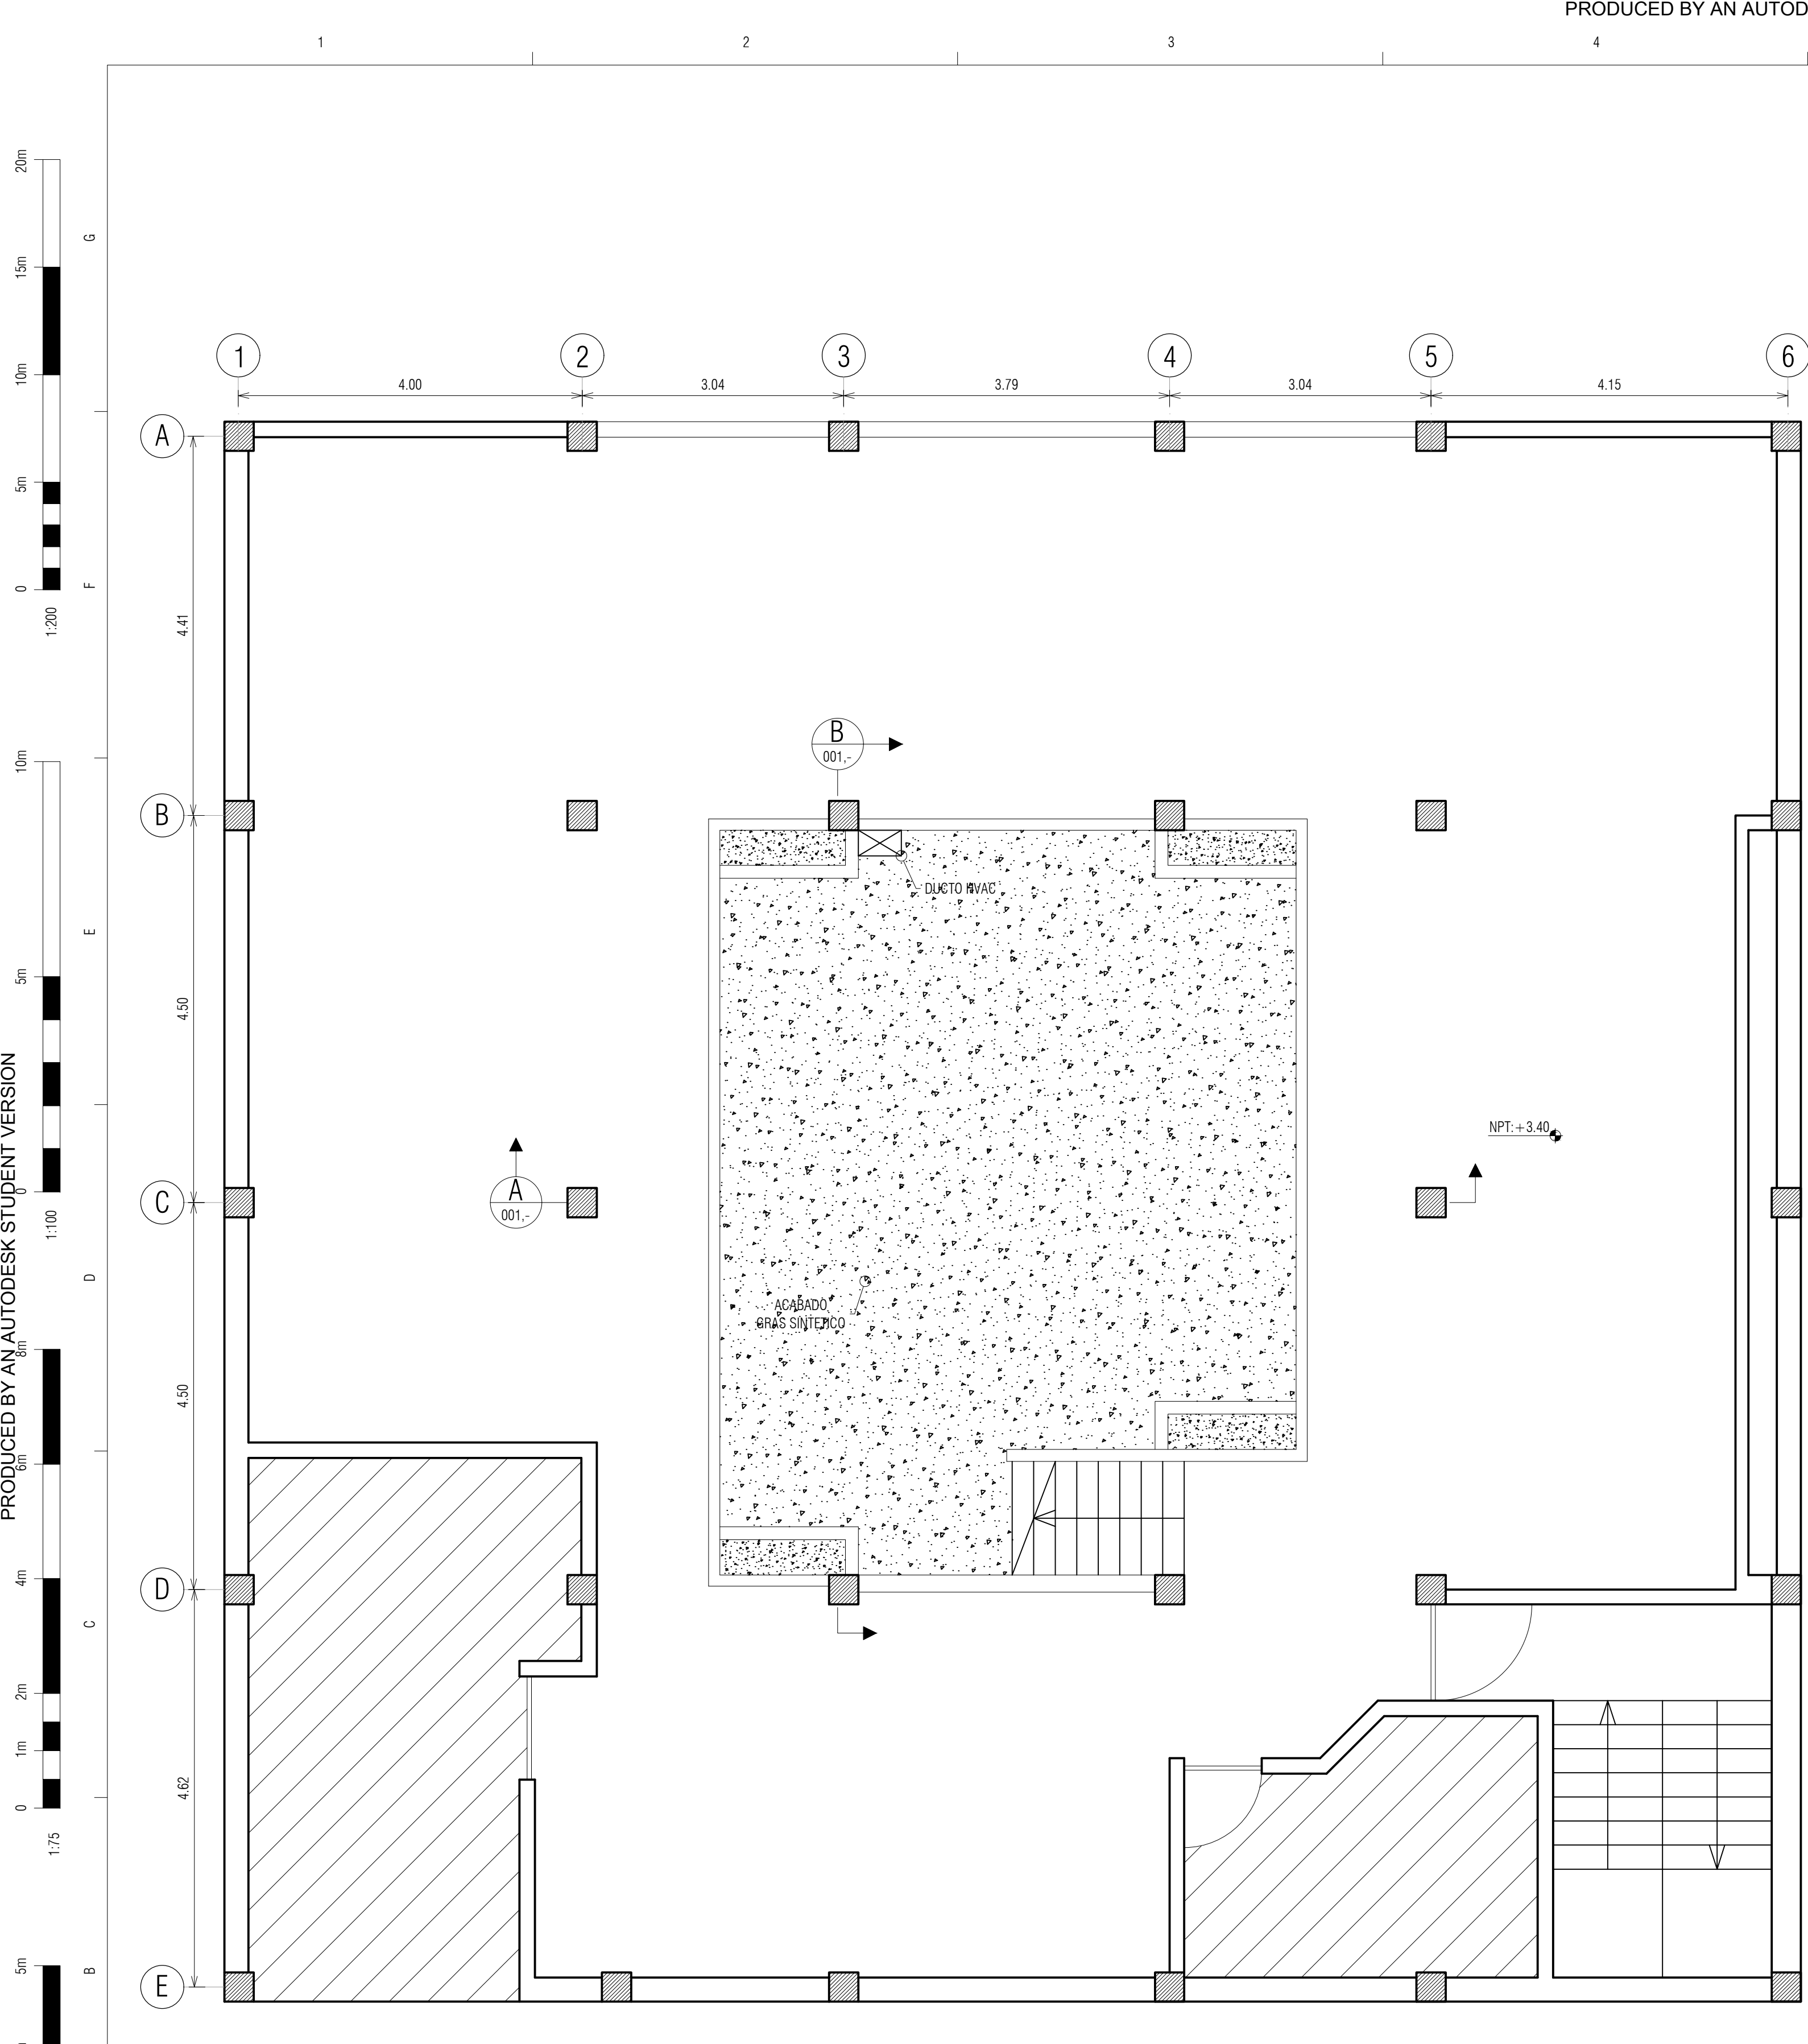 PRODUCED BY AN AUTOD
1
2
3
4
20m
15m
10m
5m
0
1:200
G
F
1
2
3
4
5
6
4.00
3.04
3.79
3.04
4.15
A
4.41
B
001,-
B
DUCTO HVAC
10m
5m
0
1:100
E
4.50
NPT:+3.40
C
A
001,-
D
ACABADO
GRAS SINTETICO
PRODUCED BY AN AUTODESK STUDENT VERSION
8m
6m
4m
2m
1m
0
1:75
4.50
D
C
4.62
5m
B
E